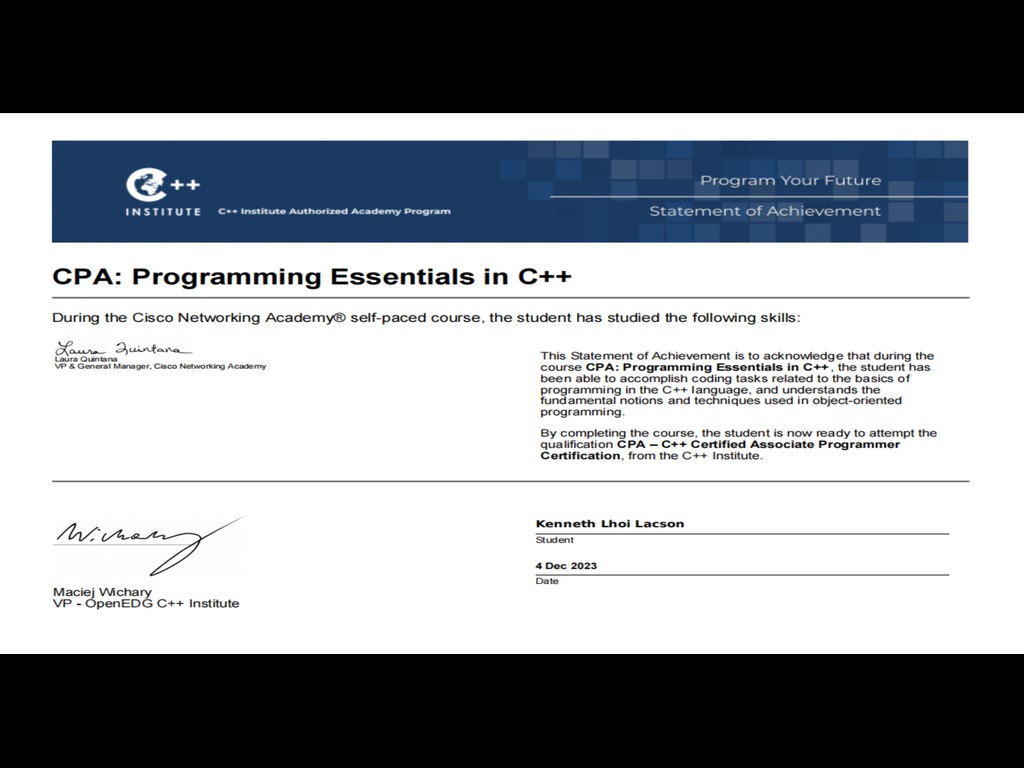 C++
INSTITUTE
C++ Institute Authorized Academy Program
Program Your Future
Statement of Achievement
CPA: Programming Essentials in C++
During the Cisco Networking Academy® self-paced course, the student has studied the following skills:
Laura Quintana
Laura Quintana
VP & General Manager, Cisco Networking Academy
This Statement of Achievement is to acknowledge that during the
course CPA: Programming Essentials in C++, the student has
been able to accomplish coding tasks related to the basics of
programming in the C++ language, and understands the
fundamental notions and techniques used in object-oriented
programming.
By completing the course, the student is now ready to attempt the
qualification CPA – C++ Certified Associate Programmer
Certification, from the C++ Institute.
Wichary
Maciej Wichary
VP - OpenEDG C++ Institute
Kenneth Lhoi Lacson
Student
4 Dec 2023
Date